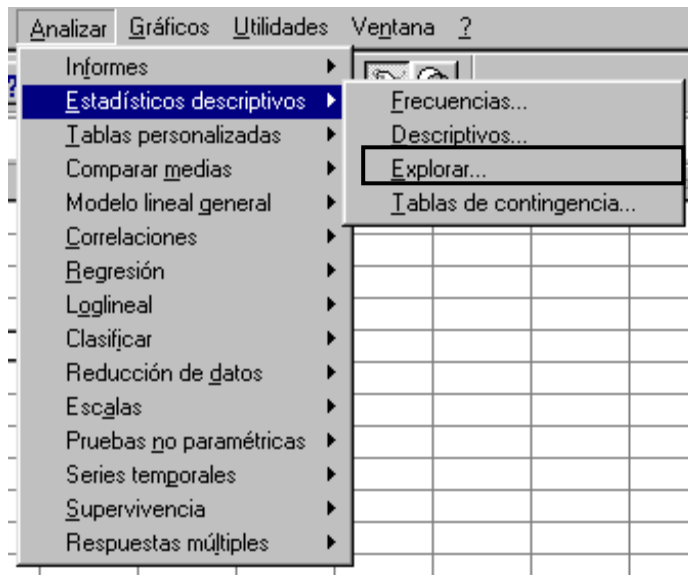 Analizar Gráficos Utilidades Ventana ?
Informes
Estadísticos descriptivos
Tablas personalizadas
Comparar medias
Modelo lineal general
Correlaciones
Regresión
Loglineal
Clasificar
Reducción de datos
Escalas
Pruebas no paramétricas
Series temporales
Supervivencia
Respuestas múltiples
Frecuencias...
Descriptivos...
Explorar...
Tablas de contingencia...